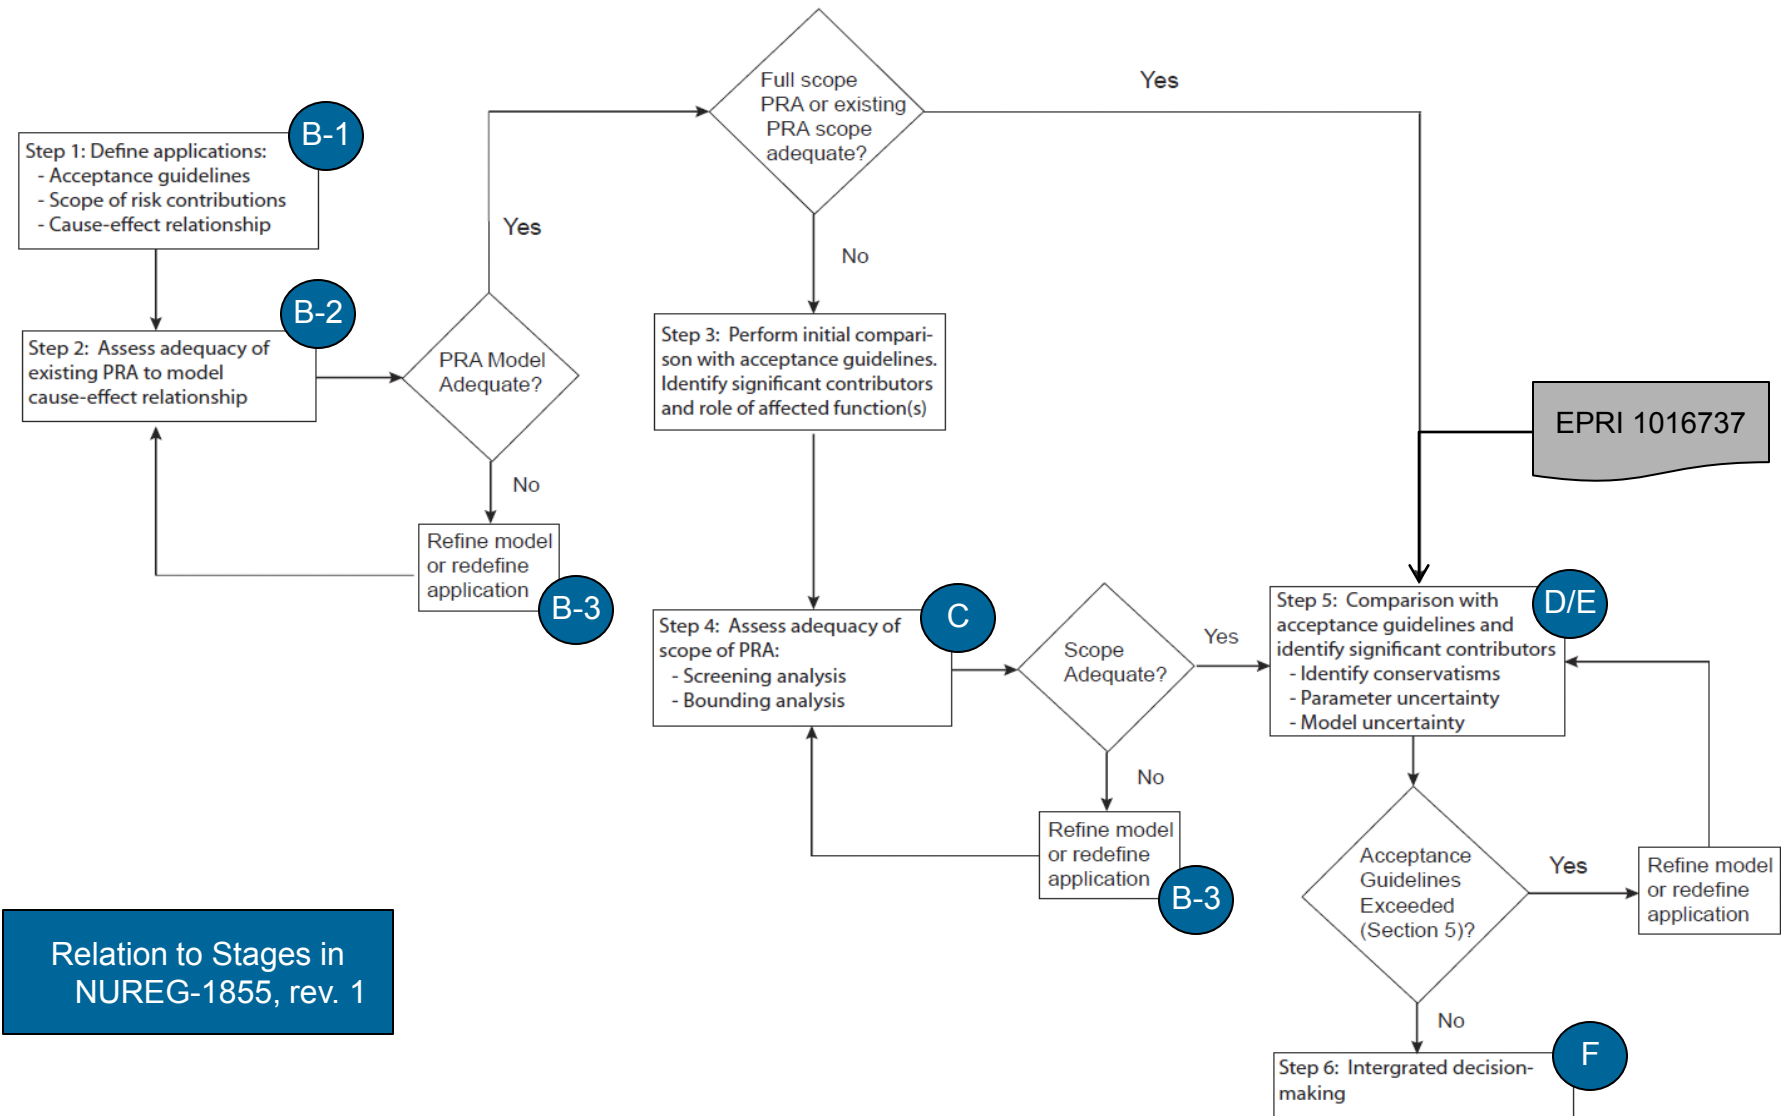 Full scope
PRA or existing
PRA scope
adequate?
Yes
B-1
Step 1: Define applications:
- Acceptance guidelines
- Scope of risk contributions
- Cause-effect relationship
Yes
No
B-2
Step 2: Assess adequacy of
existing PRA to model
cause-effect relationship
PRA Model
Adequate?
Step 3: Perform initial compari-
son with acceptance guidelines.
Identify significant contributors
and role of affected function(s)
EPRI 1016737
No
Refine model
or redefine
application
B-3
C
Step 4: Assess adequacy of
scope of PRA:
- Screening analysis
- Bounding analysis
Scope
Adequate?
Yes
D/E
Step 5: Comparison with
acceptance guidelines and
identify significant contributors
- Identify conservatisms
- Parameter uncertainty
- Model uncertainty
No
Refine model
or redefine
application
B-3
Acceptance
Guidelines
Exceeded
(Section 5)?
Yes
Refine model
or redefine
application
Relation to Stages in
NUREG-1855, rev. 1
No
F
Step 6: Intergrated decision-
making